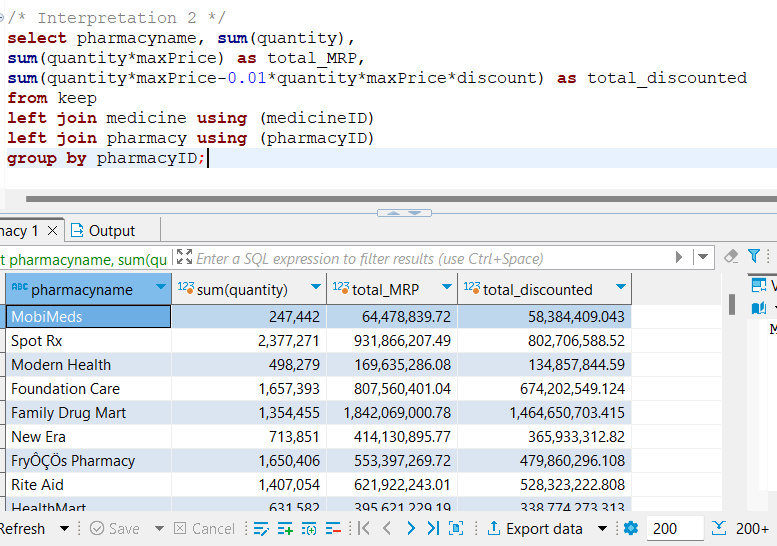 /* Interpretation 2 */
select pharmacyname, sum(quantity),
sum(quantity*maxPrice) as total_MRP,
sum(quantity*maxPrice-0.01*quantity*maxPrice*discount) as total_discounted
from keep
left join medicine using (medicineID)
left join pharmacy using (pharmacyID)
group by pharmacyID;
macy 1 Output
t pharmacyname, sum(qu Enter a SQL expression to filter results (use Ctrl+Space)
ABC pharmacyname 123 sum(quantity) 123 total_MRP 123 total_discounted
MobiMeds 247,442 64,478,839.72 58,384,409.043
Spot Rx 2,377,271 931,866,207.49 802,706,588.52
Modern Health 498,279 169,635,286.08 134,857,844.59
Foundation Care 1,657,393 807,560,401.04 674,202,549.124
Family Drug Mart 1,354,455 1,842,069,000.78 1,464,650,703.415
New Era 713,851 414,130,895.77 365,933,312.82
FryÔÇÖs Pharmacy 1,650,406 553,397,269.72 479,860,296.108
Rite Aid 1,407,054 621,922,243.01 528,323,222.808
HealthMart 631,582 395,621,229.19 338,774,273.313
Refresh Save Cancel Export data 200 200+